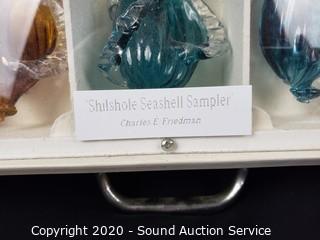 "Shilshole Seashell Sampler"
Charles E. Friedman
Copyright 2020 - Sound Auction Service